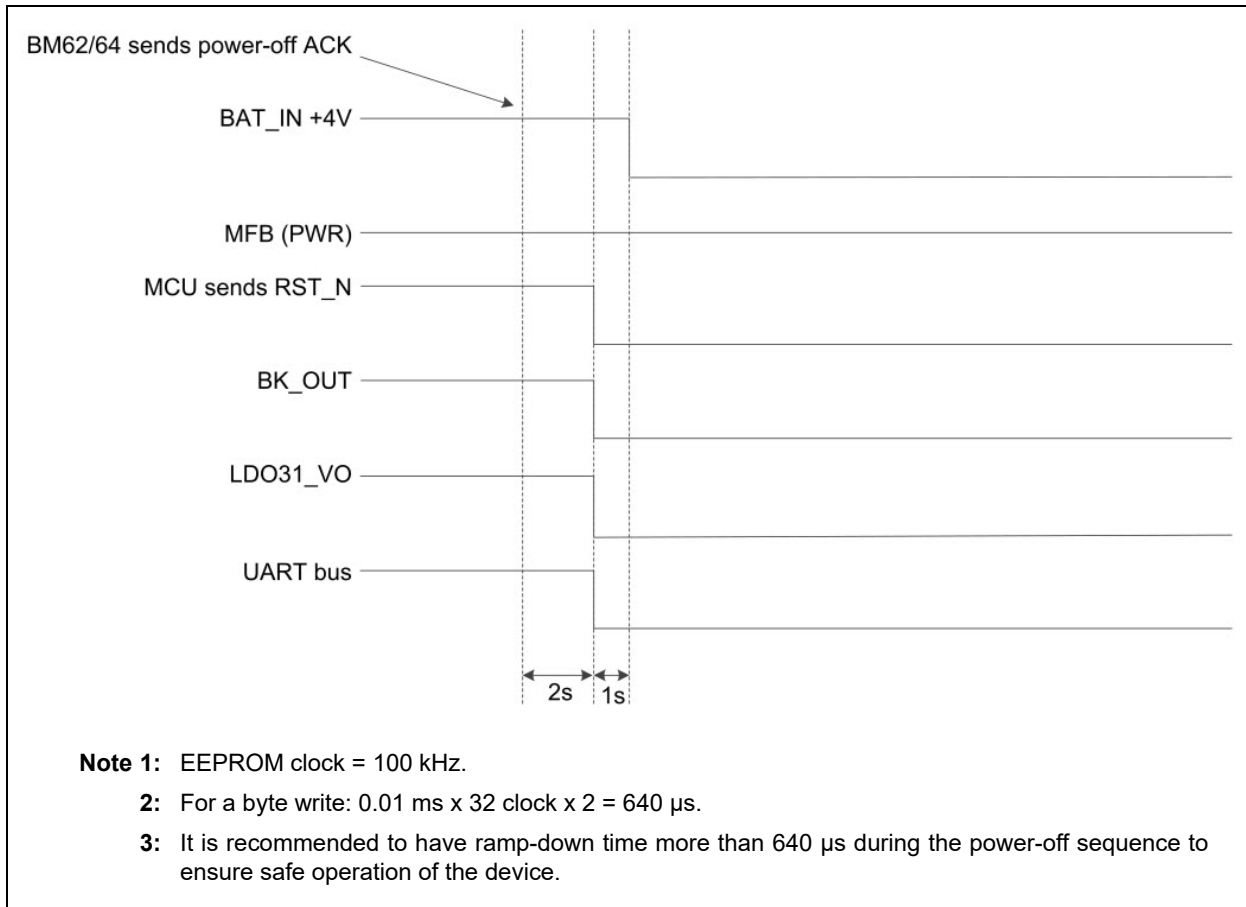 BM62/64 sends power-off ACK
BAT_IN +4V
MFB (PWR)
MCU sends RST_N
BK_OUT
LDO31_VO
UART bus
2s 1s
Note 1: EEPROM clock = 100 kHz.
2: For a byte write: 0.01 ms x 32 clock x 2 = 640 µs.
3: It is recommended to have ramp-down time more than 640 µs during the power-off sequence to
ensure safe operation of the device.